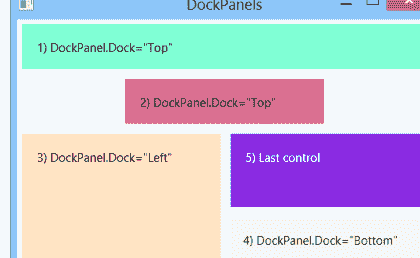 DockPanels
1) DockPanel.Dock="Top"
2) DockPanel.Dock="Top"
3) DockPanel.Dock="Left"
5) Last control
4) DockPanel.Dock="Bottom"